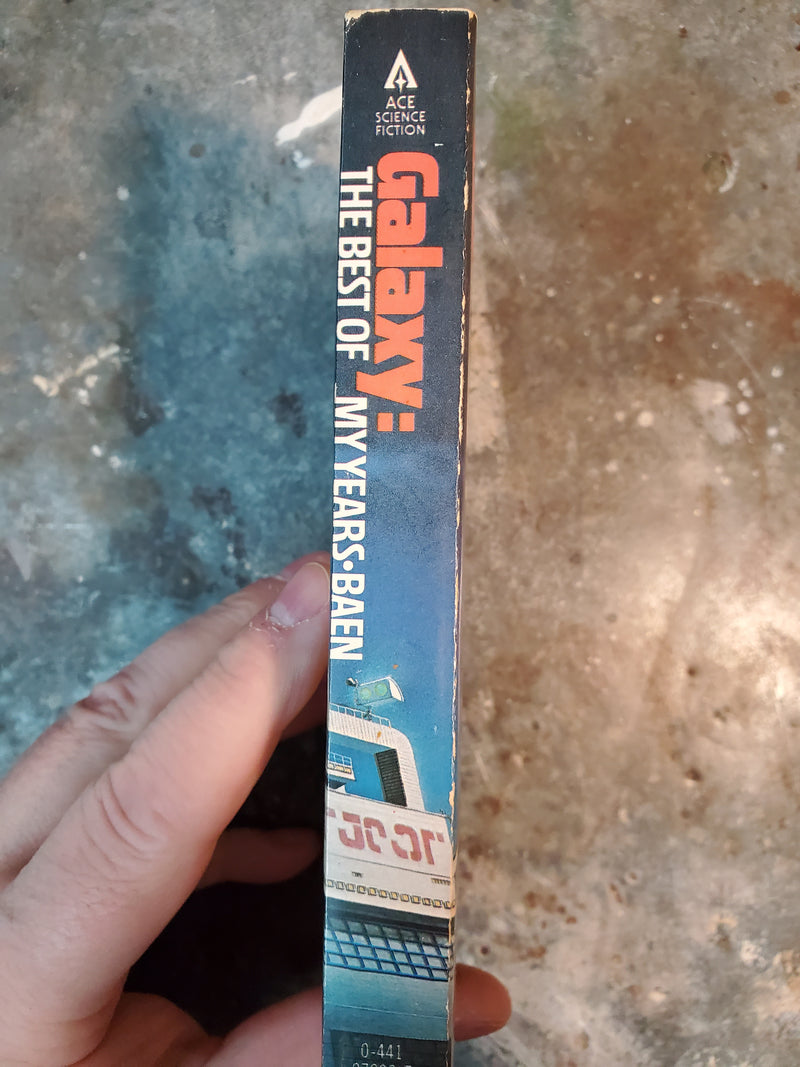 ACE
SCIENCE
FICTION
Galaxy:
THE BEST OF MY YEARS•BAEN
0-441